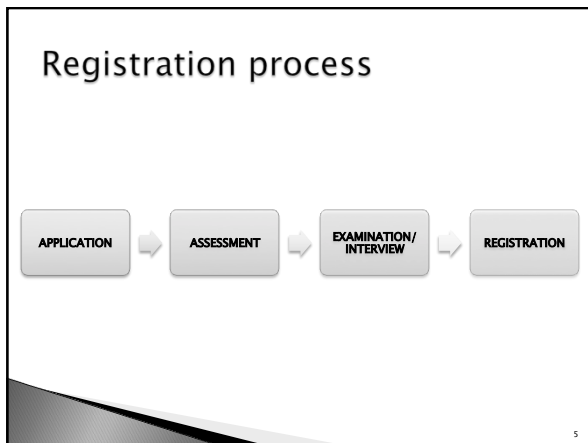 Registration process
APPLICATION
ASSESSMENT
EXAMINATION/
INTERVIEW
REGISTRATION
5